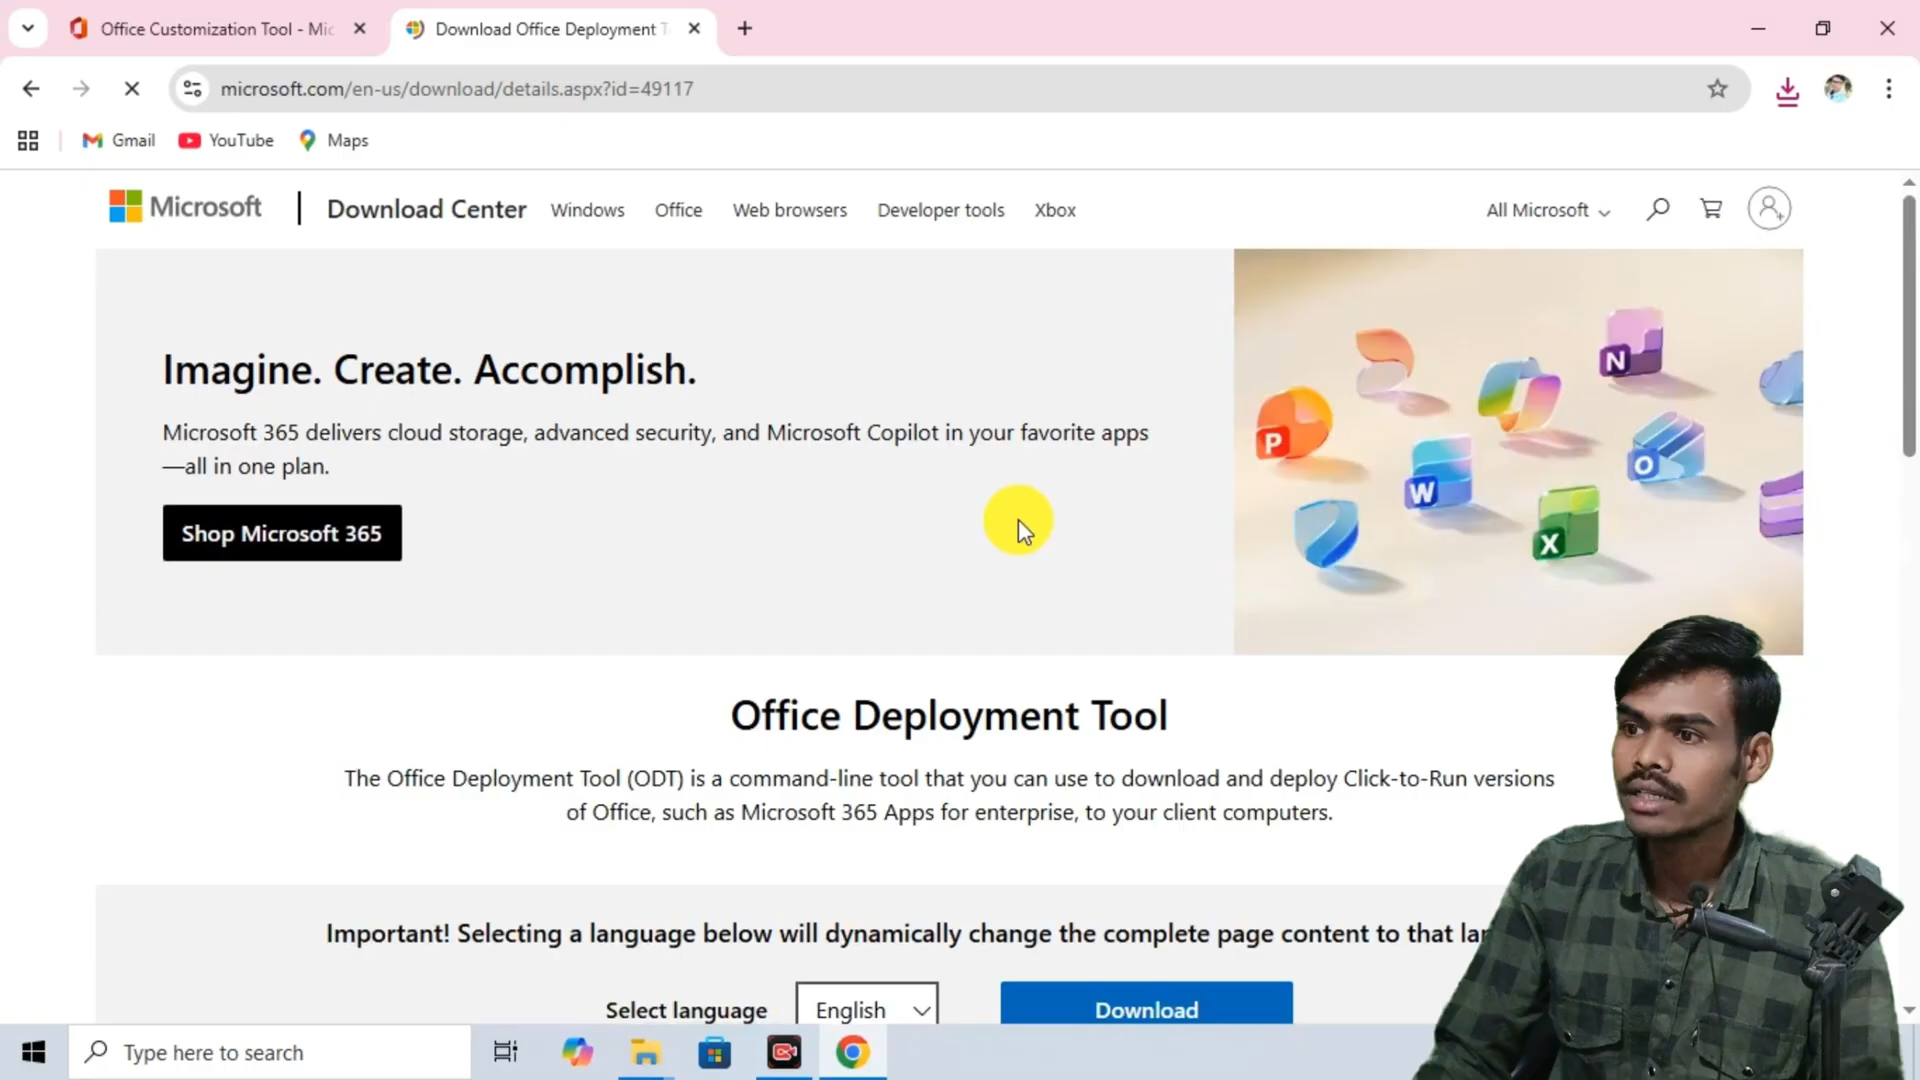 Office Customization Tool - Mic
Download Office Deployment T
microsoft.com/en-us/download/details.aspx?id=49117
Gmail
YouTube
Maps
Microsoft
Download Center
Windows
Office
Web browsers
Developer tools
Xbox
All Microsoft
Imagine. Create. Accomplish.
Microsoft 365 delivers cloud storage, advanced security, and Microsoft Copilot in your favorite apps
—all in one plan.
Shop Microsoft 365
P
W
N
O
X
Office Deployment Tool
The Office Deployment Tool (ODT) is a command-line tool that you can use to download and deploy Click-to-Run versions
of Office, such as Microsoft 365 Apps for enterprise, to your client computers.
Important! Selecting a language below will dynamically change the complete page content to that
Select language
English
Download
Type here to search